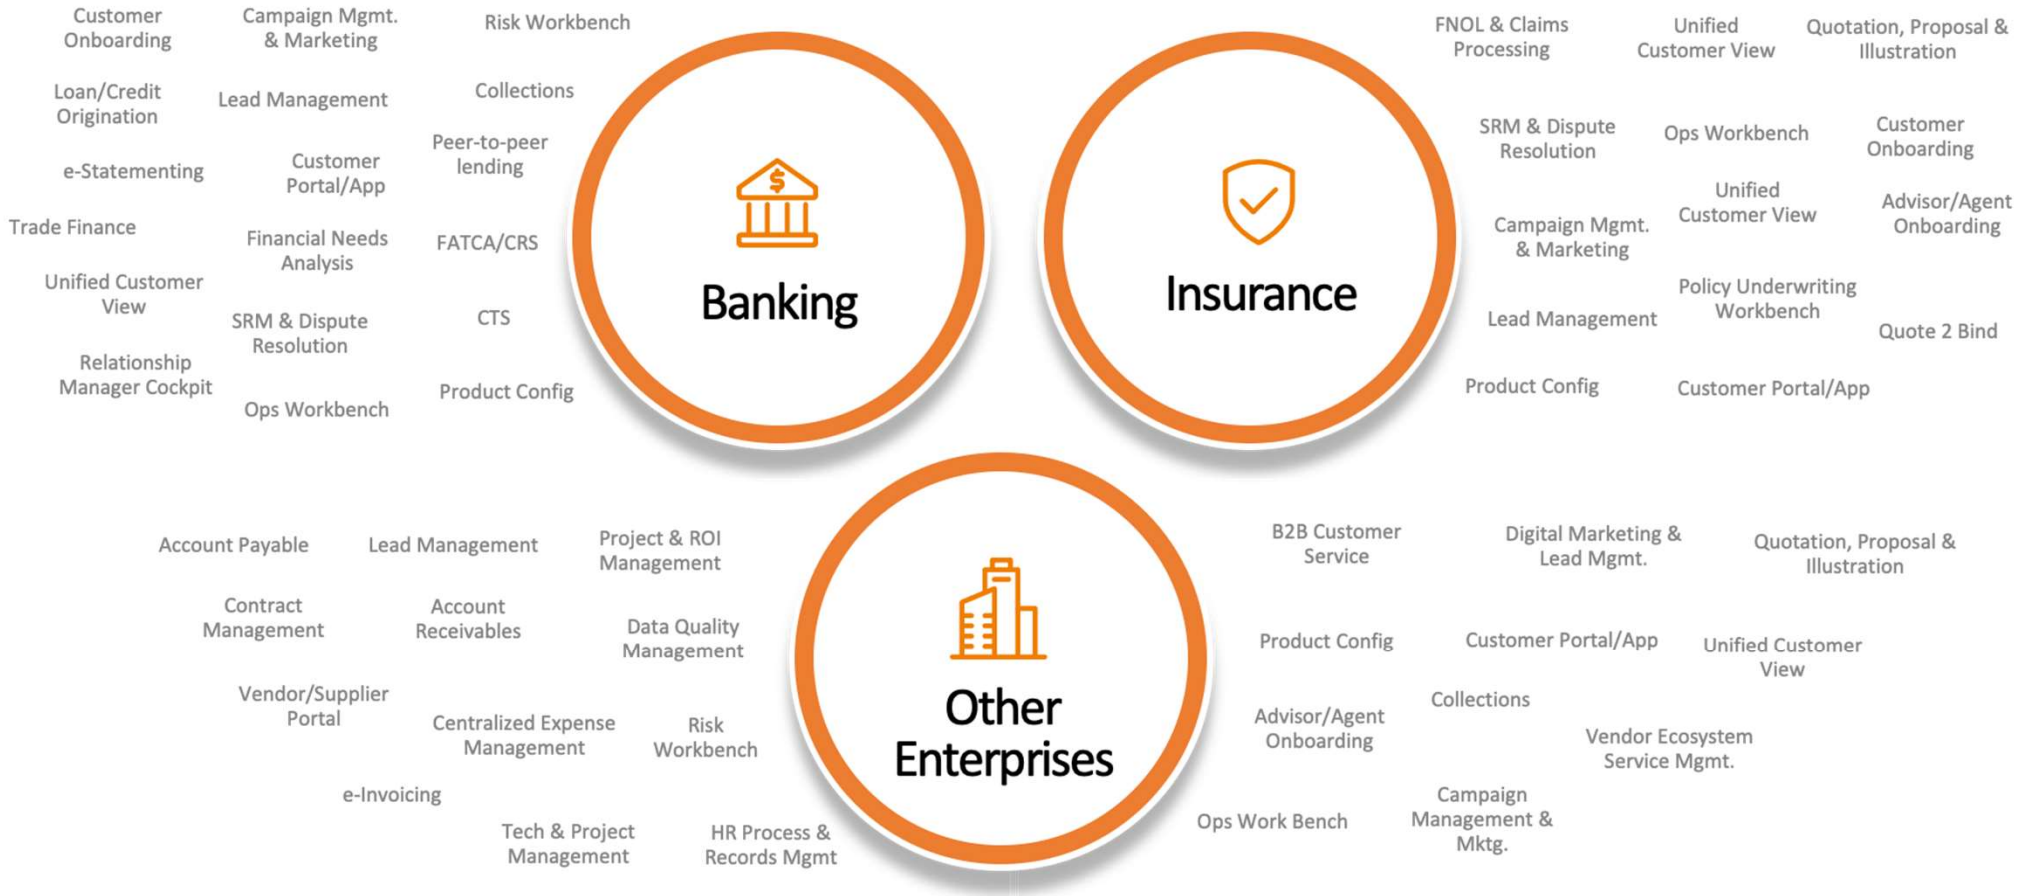 Customer
Onboarding
Campaign Mgmt.
& Marketing
Risk Workbench
Loan/Credit
Origination
Lead Management
Collections
e-Statementing
Customer
Portal/App
Peer-to-peer
lending
Trade Finance
Financial Needs
Analysis
FATCA/CRS
Unified Customer
View
SRM & Dispute
Resolution
CTS
Relationship
Manager Cockpit
Ops Workbench
Product Config
$
Banking
Insurance
FNOL & Claims
Processing
Unified
Customer View
Quotation, Proposal &
Illustration
SRM & Dispute
Resolution
Ops Workbench
Customer
Onboarding
Campaign Mgmt.
& Marketing
Unified
Customer View
Advisor/Agent
Onboarding
Lead Management
Policy Underwriting
Workbench
Quote 2 Bind
Product Config
Customer Portal/App
Account Payable
Lead Management
Project & ROI
Management
Contract
Management
Account
Receivables
Data Quality
Management
Vendor/Supplier
Portal
Centralized Expense
Management
Risk
Workbench
e-Invoicing
Tech & Project
Management
HR Process &
Records Mgmt
Other
Enterprises
B2B Customer
Service
Digital Marketing &
Lead Mgmt.
Quotation, Proposal &
Illustration
Product Config
Customer Portal/App
Unified Customer
View
Advisor/Agent
Onboarding
Collections
Vendor Ecosystem
Service Mgmt.
Ops Work Bench
Campaign
Management &
Mktg.